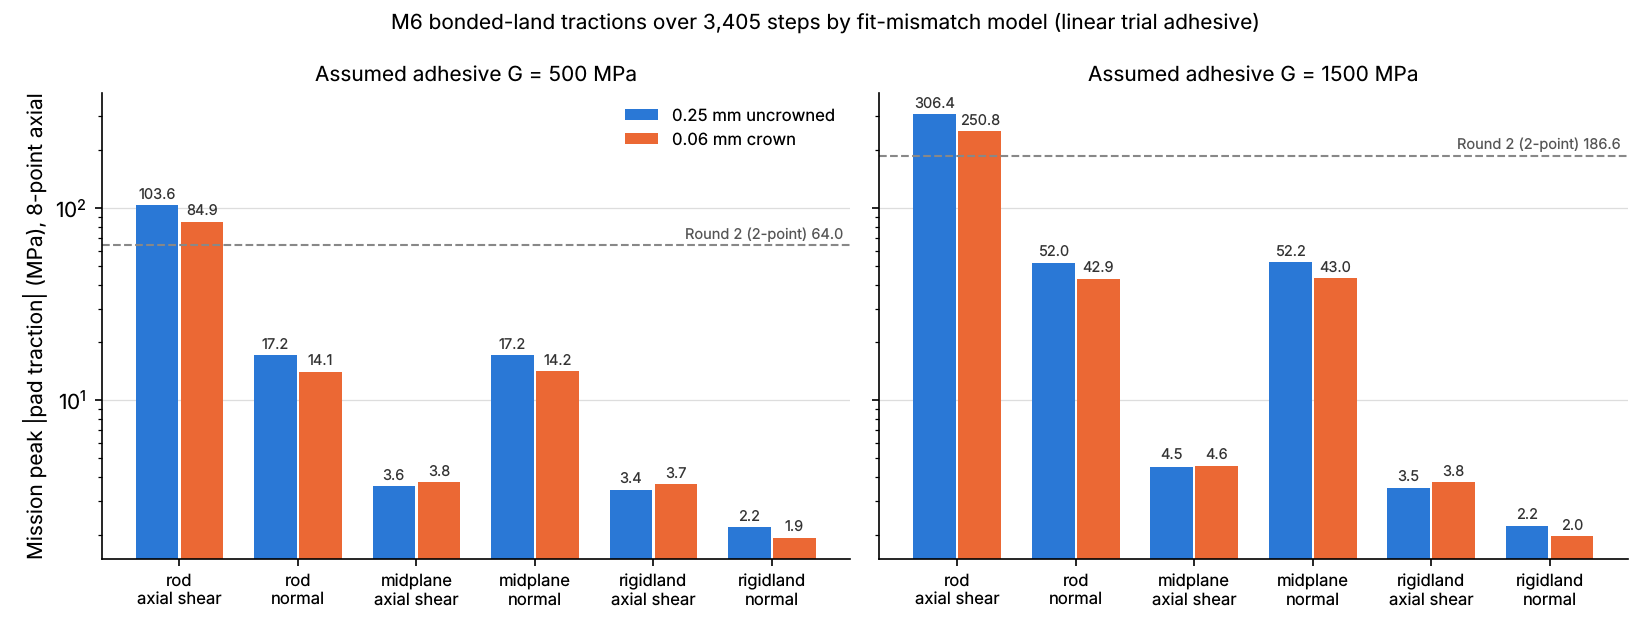 M6 bonded-land tractions over 3,405 steps by fit-mismatch model (linear trial adhesive)
Assumed adhesive G = 500 MPa
Mission peak |pad traction| (MPa), 8-point axial
10²
10¹
0.25 mm uncrowned
0.06 mm crown
Round 2 (2-point) 64.0
103.6
84.9
17.2
14.1
3.6
3.8
17.2
14.2
3.4
3.7
2.2
1.9
rod
axial shear
rod
normal
midplane
axial shear
midplane
normal
rigidland
axial shear
rigidland
normal
Assumed adhesive G = 1500 MPa
Round 2 (2-point) 186.6
306.4
250.8
52.0
42.9
4.5
4.6
52.2
43.0
3.5
3.8
2.2
2.0
rod
axial shear
rod
normal
midplane
axial shear
midplane
normal
rigidland
axial shear
rigidland
normal